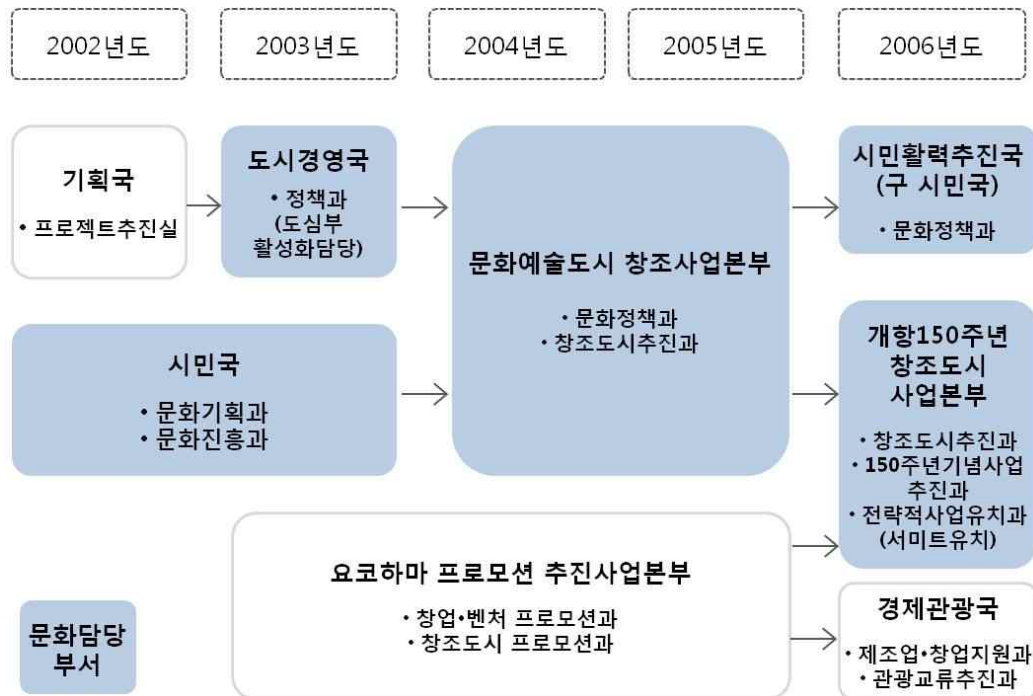 2002년도
2003년도
2004년도
2005년도
2006년도
기획국
• 프로젝트추진실
도시경영국
• 정책과
(도심부
활성화담당)
시민국
• 문화기획과
• 문화진흥과
문화예술도시 창조사업본부
• 문화정책과
• 창조도시추진과
시민활력추진국
(구 시민국)
• 문화정책과
개항150주년
창조도시
사업본부
• 창조도시추진과
• 150주년기념사업
추진과
• 전략적사업유치과
(서미트유치)
요코하마 프로모션 추진사업본부
• 창업•벤처 프로모션과
• 창조도시 프로모션과
경제관광국
• 제조업•창업지원과
• 관광교류추진과
문화담당
부서